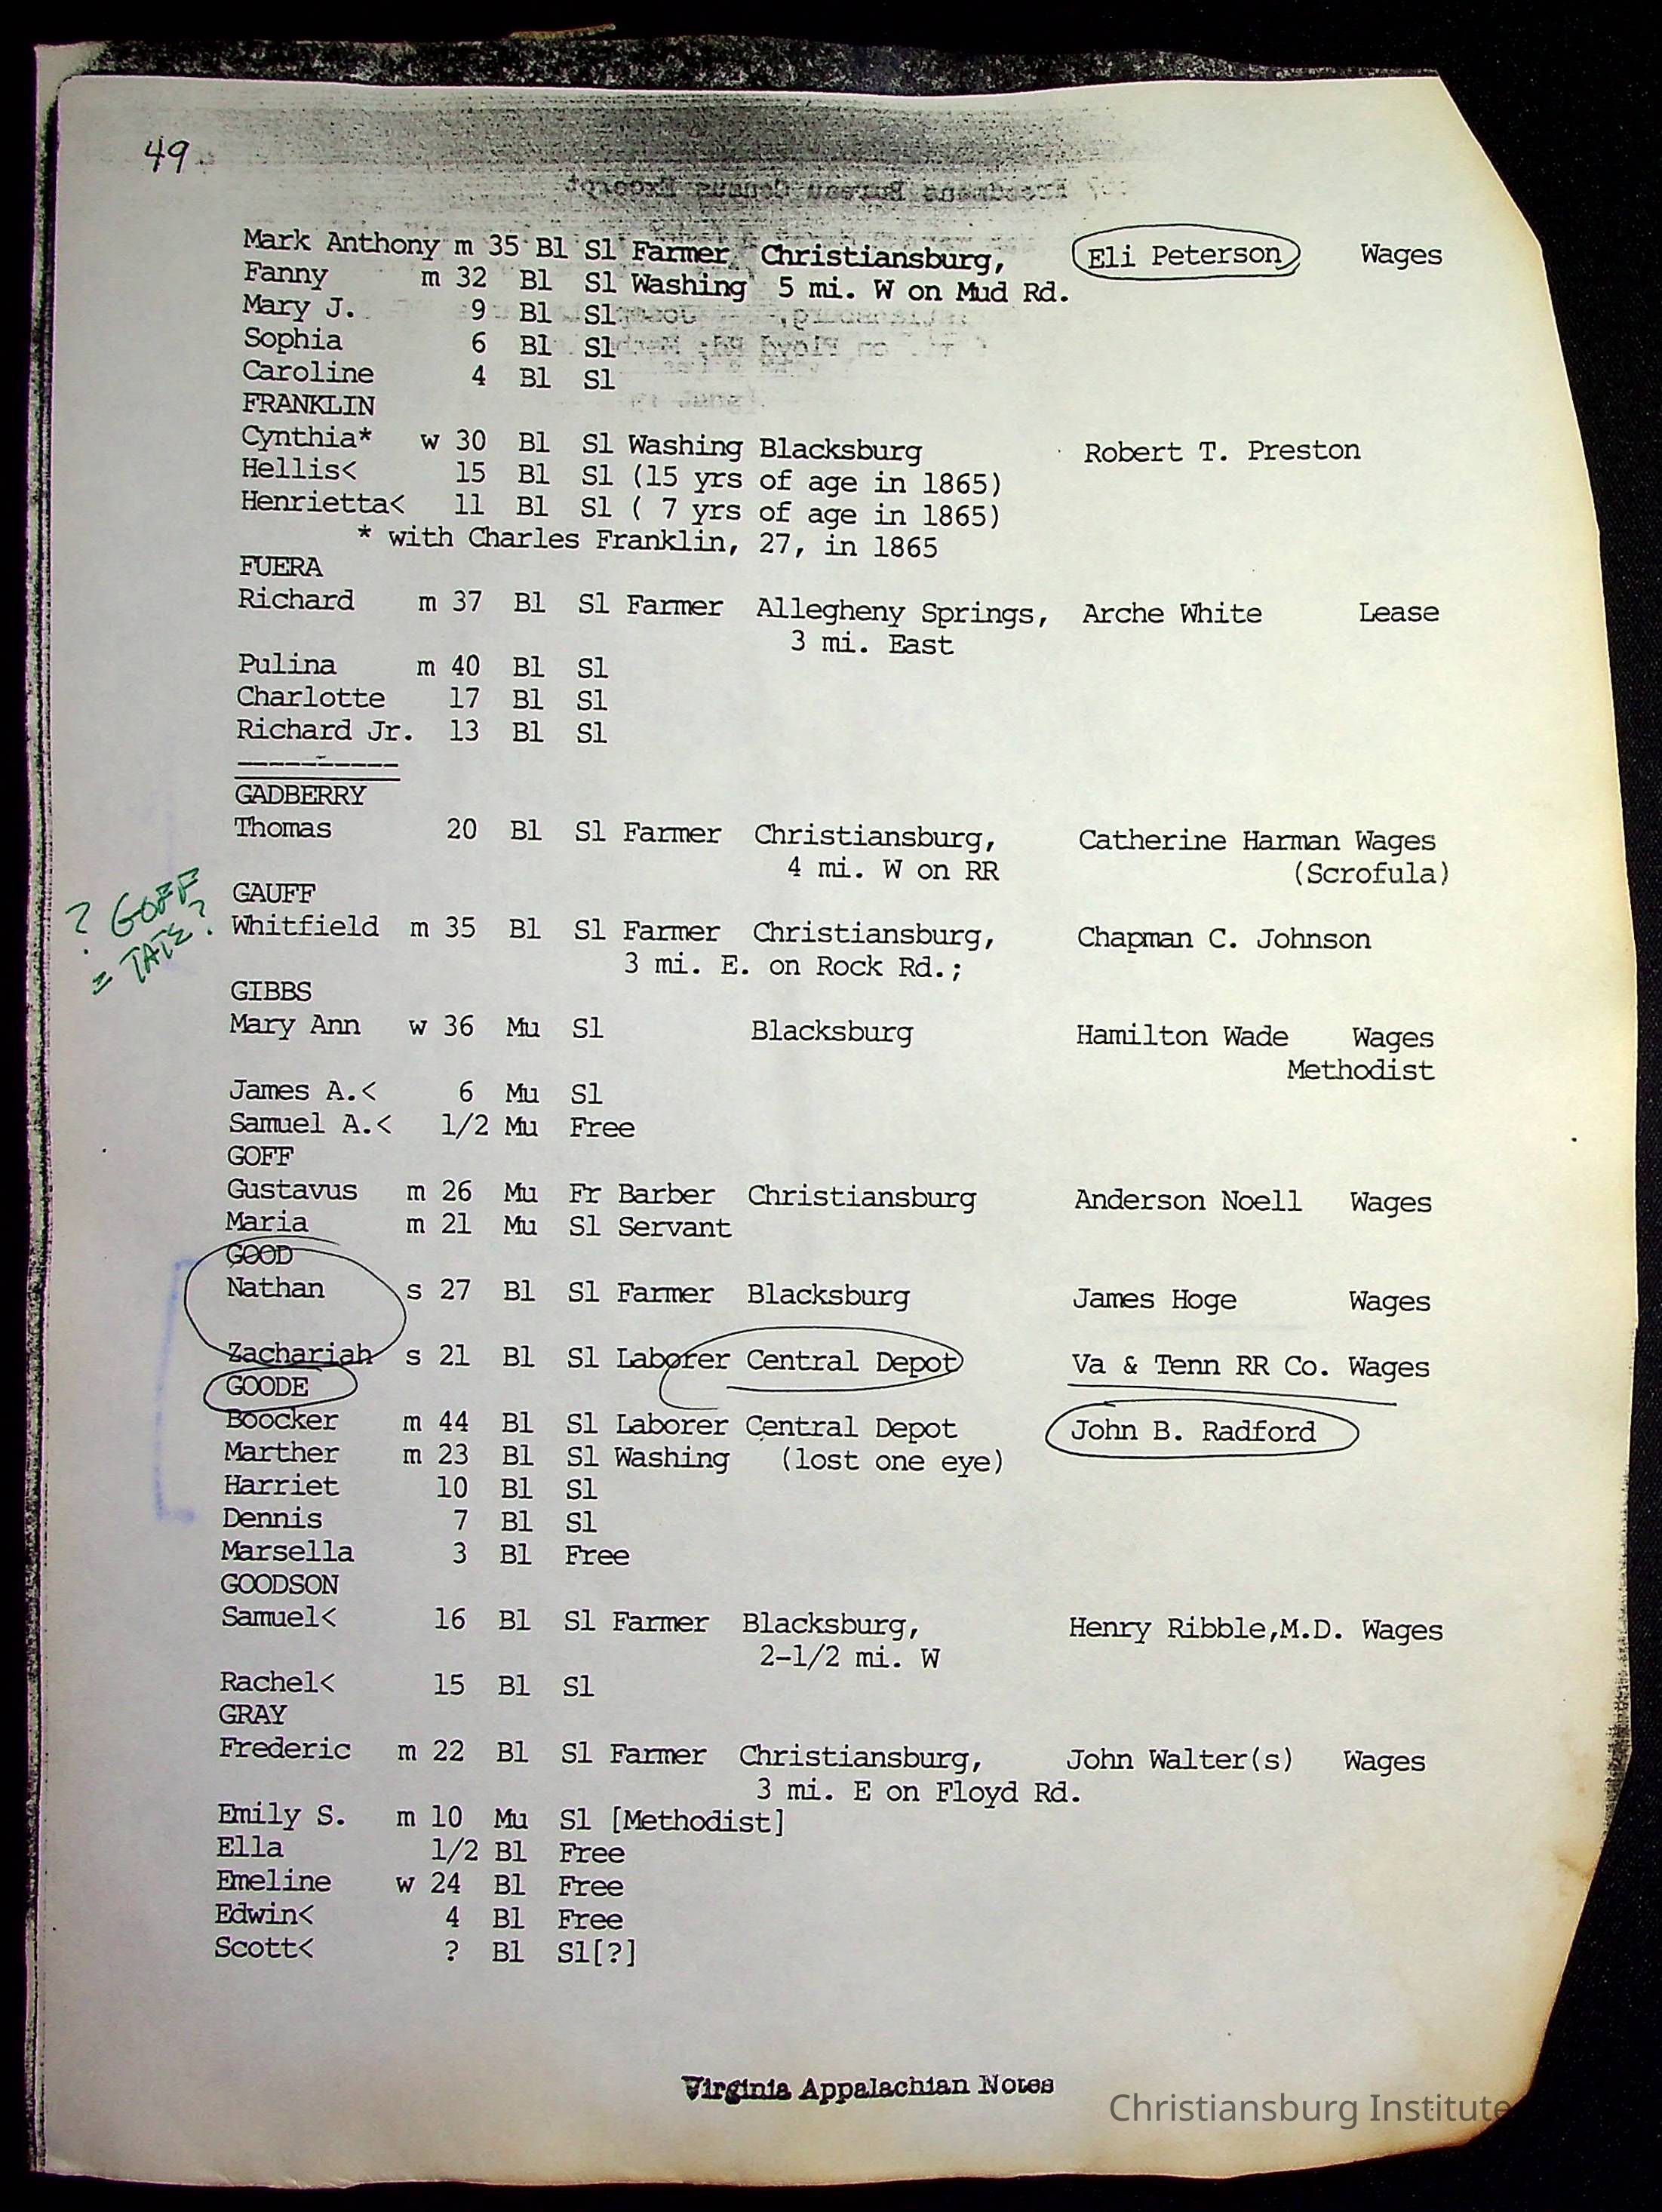 49
Freedmens Bureau Census Excerpt
Mark Anthony m 35 Bl Sl Farmer Christiansburg, Eli Peterson Wages
Fanny m 32 Bl Sl Washing 5 mi. W on Mud Rd.
Mary J. 9 Bl Sl
Sophia 6 Bl Sl
Caroline 4 Bl Sl
FRANKLIN
Cynthia* w 30 Bl Sl Washing Blacksburg Robert T. Preston
Hellis< 15 Bl Sl (15 yrs of age in 1865)
Henrietta< 11 Bl Sl ( 7 yrs of age in 1865)
* with Charles Franklin, 27, in 1865
FUERA
Richard m 37 Bl Sl Farmer Allegheny Springs, Arche White Lease
3 mi. East
Pulina m 40 Bl Sl
Charlotte 17 Bl Sl
Richard Jr. 13 Bl Sl
----------
GADBERRY
Thomas 20 Bl Sl Farmer Christiansburg, Catherine Harman Wages
4 mi. W on RR (Scrofula)
? GOFF
= TATE?
GAUFF
Whitfield m 35 Bl Sl Farmer Christiansburg, Chapman C. Johnson
3 mi. E. on Rock Rd.;
GIBBS
Mary Ann w 36 Mu Sl Blacksburg Hamilton Wade Wages
Methodist
James A.< 6 Mu Sl
Samuel A.< 1/2 Mu Free
GOFF
Gustavus m 26 Mu Fr Barber Christiansburg Anderson Noell Wages
Maria m 21 Mu Sl Servant
GOOD
Nathan s 27 Bl Sl Farmer Blacksburg James Hoge Wages
Zachariah s 21 Bl Sl Laborer Central Depot Va & Tenn RR Co. Wages
GOODE
Boocker m 44 Bl Sl Laborer Central Depot John B. Radford
Marther m 23 Bl Sl Washing (lost one eye)
Harriet 10 Bl Sl
Dennis 7 Bl Sl
Marsella 3 Bl Free
GOODSON
Samuel< 16 Bl Sl Farmer Blacksburg, Henry Ribble,M.D. Wages
2-1/2 mi. W
Rachel< 15 Bl Sl
GRAY
Frederic m 22 Bl Sl Farmer Christiansburg, John Walter(s) Wages
3 mi. E on Floyd Rd.
Emily S. m 10 Mu Sl [Methodist]
Ella 1/2 Bl Free
Emeline w 24 Bl Free
Edwin< 4 Bl Free
Scott< ? Bl Sl[?]
Virginia Appalachian Notes
Christiansburg Institute